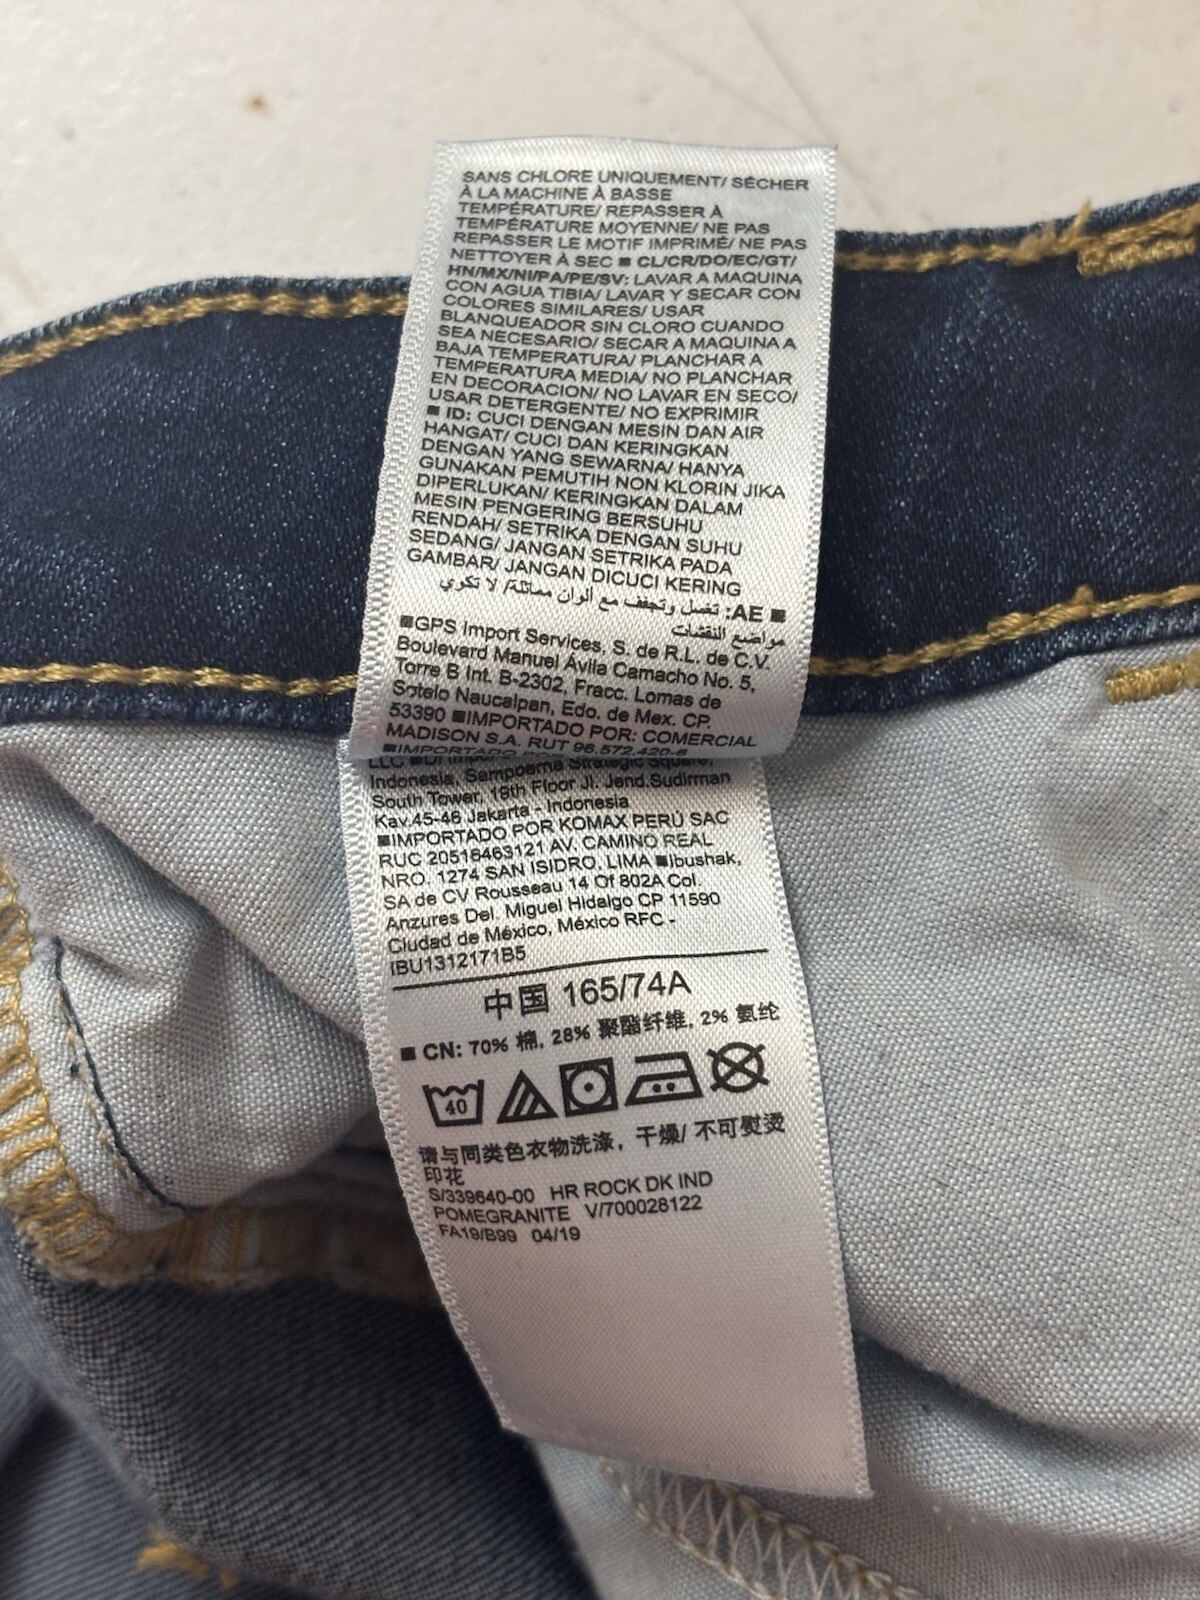 SANS CHLORE UNIQUEMENT/ SÉCHER
À LA MACHINE À BASSE
TEMPÉRATURE/ REPASSER À
TEMPÉRATURE MOYENNE/ NE PAS
REPASSER LE MOTIF IMPRIMÉ/ NE PAS
NETTOYER À SEC ■ CL/CR/DO/EC/GT/
HN/MX/NI/PA/PE/SV: LAVAR A MAQUINA
CON AGUA TIBIA/ LAVAR Y SECAR CON
COLORES SIMILARES/ USAR
BLANQUEADOR SIN CLORO CUANDO
SEA NECESARIO/ SECAR A MAQUINA A
BAJA TEMPERATURA/ PLANCHAR A
TEMPERATURA MEDIA/ NO PLANCHAR
EN DECORACION/ NO LAVAR EN SECO/
USAR DETERGENTE/ NO EXPRIMIR
■ ID: CUCI DENGAN MESIN DAN AIR
HANGAT/ CUCI DAN KERINGKAN
DENGAN YANG SEWARNA/ HANYA
GUNAKAN PEMUTIH NON KLORIN JIKA
DIPERLUKAN/ KERINGKAN DALAM
MESIN PENGERING BERSUHU
RENDAH/ SETRIKA DENGAN SUHU
SEDANG/ JANGAN SETRIKA PADA
GAMBAR/ JANGAN DICUCI KERING
■ AE: تغسل وتجفف مع ألوان مماثلة/ لا تكوي
مواضع النقشات
■GPS Import Services, S. de R.L. de C.V.
Boulevard Manuel Ávila Camacho No. 5,
Torre B Int. B-2302, Fracc. Lomas de
Sotelo Naucalpan, Edo. de Mex. CP.
53390 ■IMPORTADO POR: COMERCIAL
MADISON S.A. RUT 96.572.420-6
■IMPORTADO POR
LLC Strategic Square,
Indonesia, Sampoerna
South Tower, 19th Floor Jl. Jend.Sudirman
Kav.45-46 Jakarta - Indonesia
■IMPORTADO POR KOMAX PERÚ SAC
RUC 20516463121 AV. CAMINO REAL
NRO. 1274 SAN ISIDRO, LIMA ■Ibushak,
SA de CV Rousseau 14 Of 802A Col.
Anzures Del. Miguel Hidalgo CP 11590
Ciudad de México, México RFC -
IBU1312171B5
中国 165/74A
■ CN: 70% 棉, 28% 聚酯纤维, 2% 氨纶
40
请与同类色衣物洗涤，干燥/ 不可熨烫
印花
S/339640-00 HR ROCK DK IND
POMEGRANITE V/700028122
FA19/B99 04/19